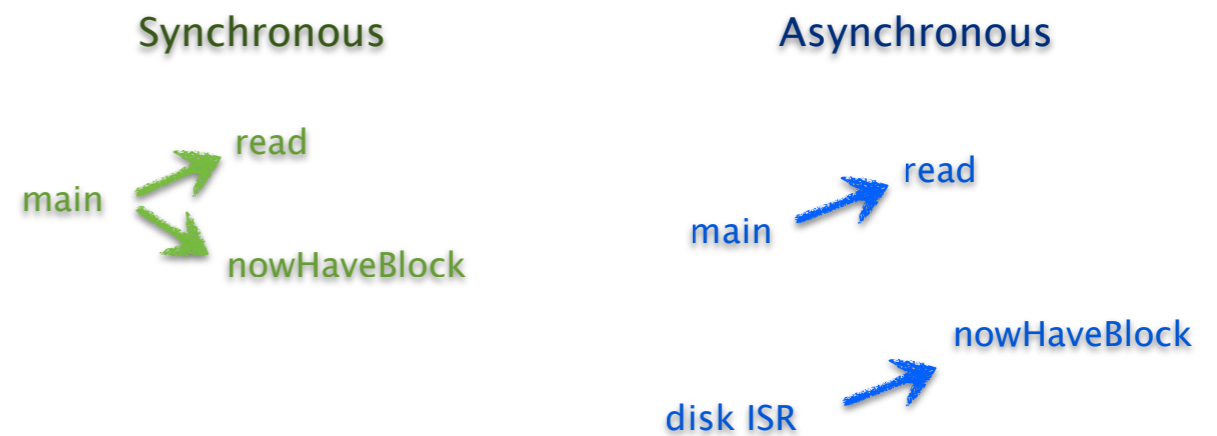 Synchronous
Asynchronous
read
main
nowHaveBlock
read
main
nowHaveBlock
disk ISR